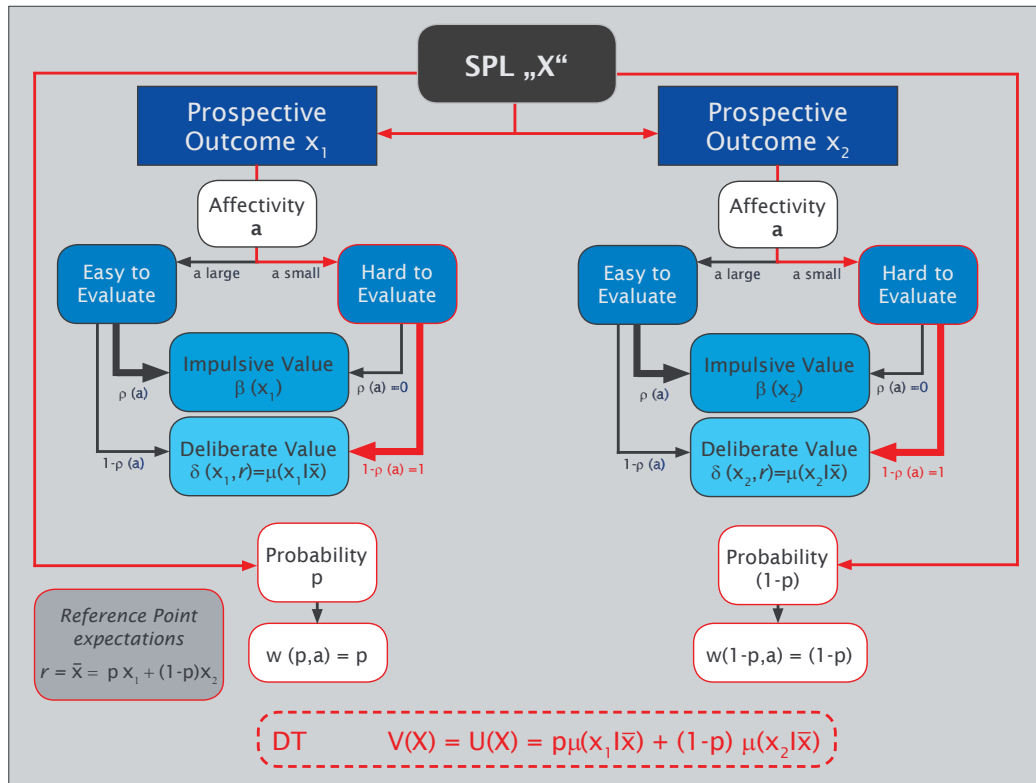 SPL „X“
Prospective
Outcome x₁
Affectivity
a
a large
a small
Easy to
Evaluate
Hard to
Evaluate
Impulsive Value
β (x₁)
ρ (a)
ρ (a) =0
Deliberate Value
δ (x₁,r)=μ(x₁|x̄)
1-ρ (a)
1-ρ (a) =1
Probability
p
w (p,a) = p
Prospective
Outcome x₂
Affectivity
a
a large
a small
Easy to
Evaluate
Hard to
Evaluate
Impulsive Value
β (x₂)
ρ (a)
ρ (a) =0
Deliberate Value
δ (x₂,r)=μ(x₂|x̄)
1-ρ (a)
1-ρ (a) =1
Probability
(1-p)
w(1-p,a) = (1-p)
Reference Point
expectations
r = x̄ = p x₁ + (1-p)x₂
DT V(X) = U(X) = pμ(x₁|x̄) + (1-p) μ(x₂|x̄)